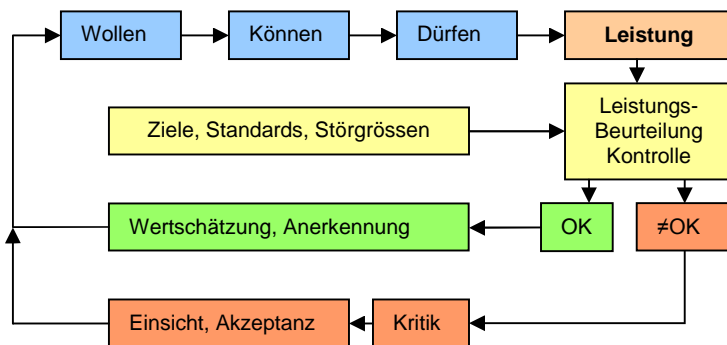 Wollen
Können
Dürfen
Leistung
Ziele, Standards, Störgrössen
Leistungs-
Beurteilung
Kontrolle
Wertschätzung, Anerkennung
OK
≠OK
Einsicht, Akzeptanz
Kritik